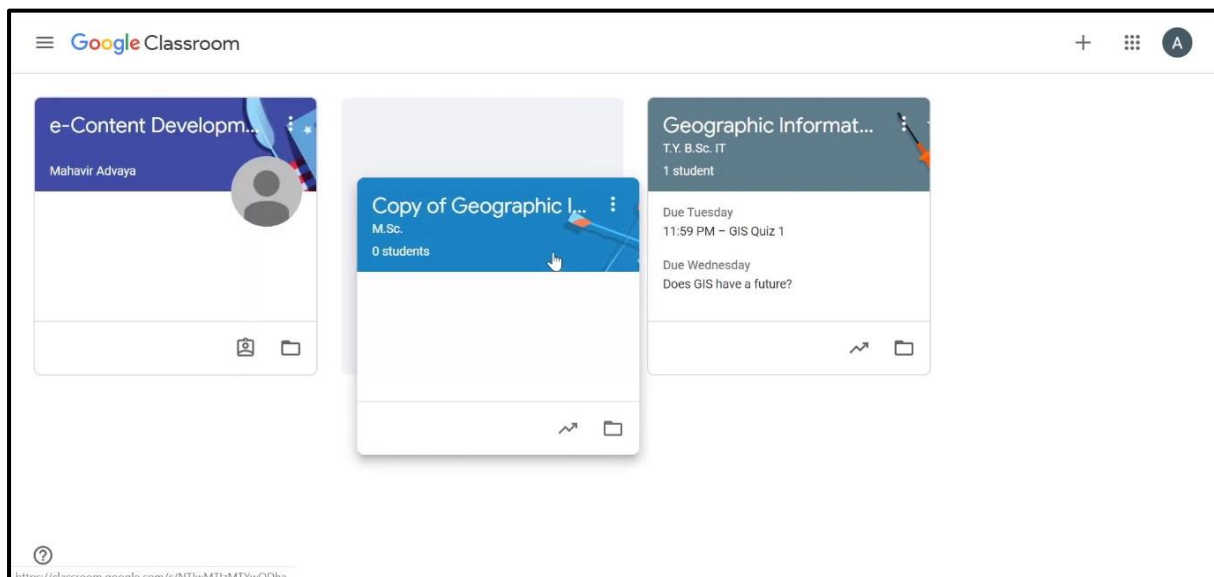 Google Classroom
A
e-Content Developm...
Mahavir Advaya
Copy of Geographic I...
M.Sc.
0 students
Geographic Informat...
T.Y. B.Sc. IT
1 student
Due Tuesday
11:59 PM – GIS Quiz 1
Due Wednesday
Does GIS have a future?